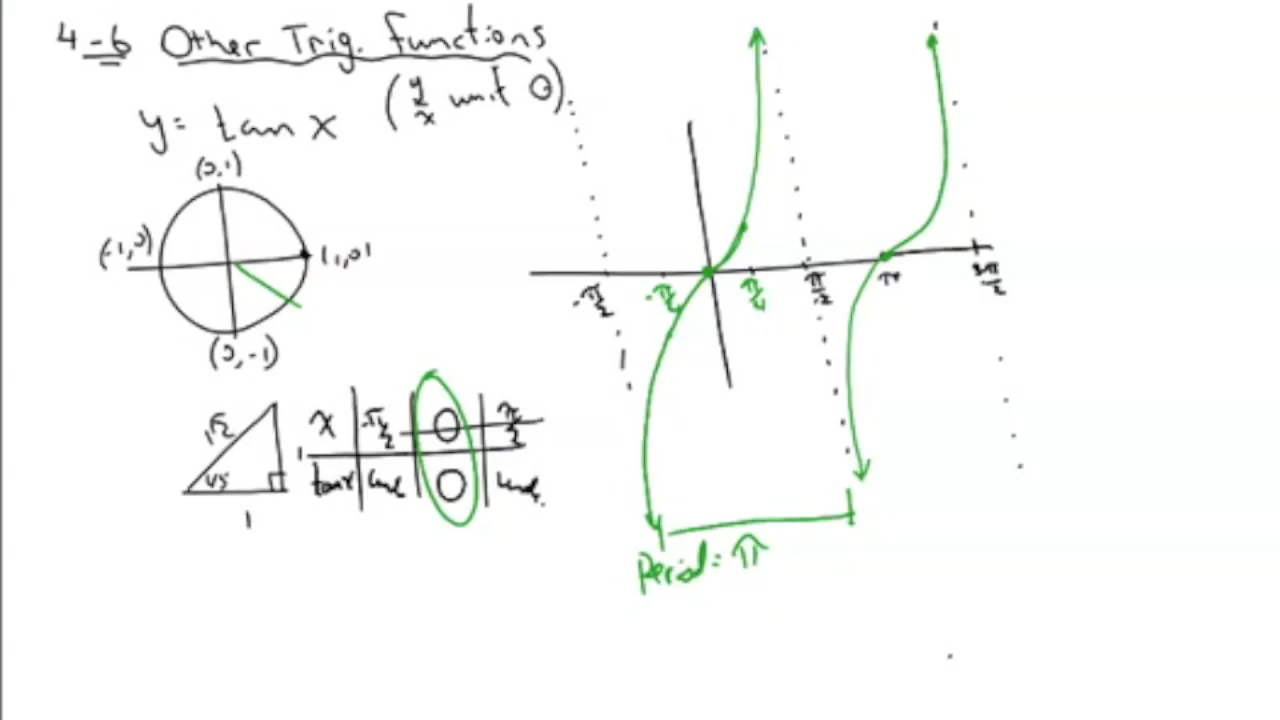 4-6 Other Trig. functions
y = tan x (y/x unit O)
(0,1)
(-1,0)
(1,0)
(0,-1)
-π/2 -π/4 π/4 π/2 π 3π/2
√2 1
45
1
x -π/2 0 π/2
tanx und. 0 und.
Period = π